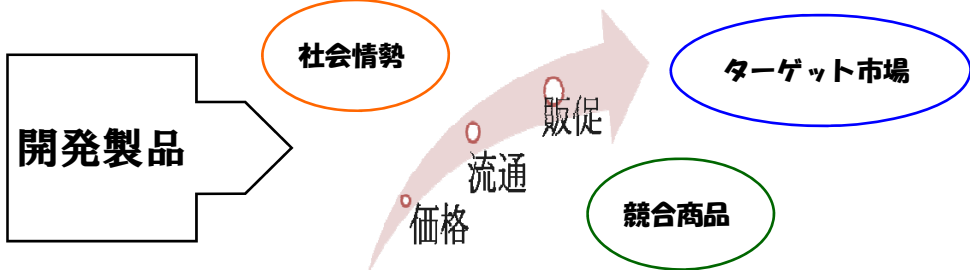 社会情勢
ターゲット市場
開発製品
販促
流通
価格
競合商品